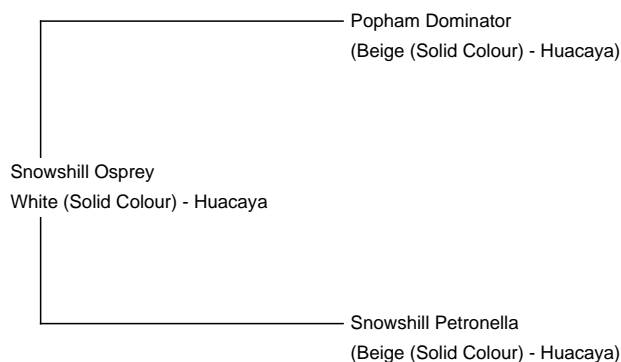 Popham Dominator
(Beige (Solid Colour) - Huacaya)
Snowshill Osprey
White (Solid Colour) - Huacaya
Snowshill Petronella
(Beige (Solid Colour) - Huacaya)